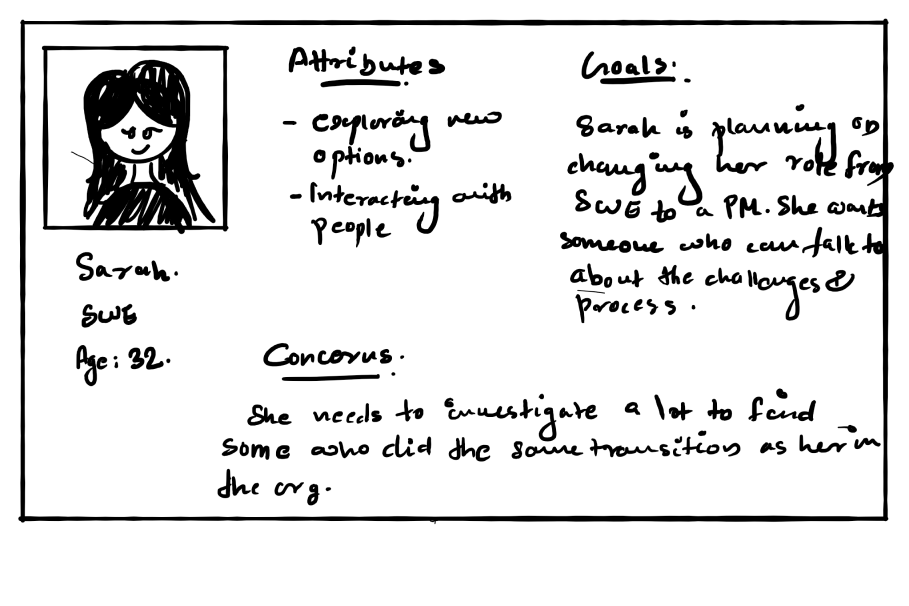 Attributes
- Exploring new
options.
- Interacting with
people
Goals:
Sarah is planning on
changing her role from
SWE to a PM. She wants
someone who can talk to
about the challenges &
process.
Sarah.
SWE
Age: 32.
Concerns.
She needs to investigate a lot to find
some who did the same transition as her in
the org.